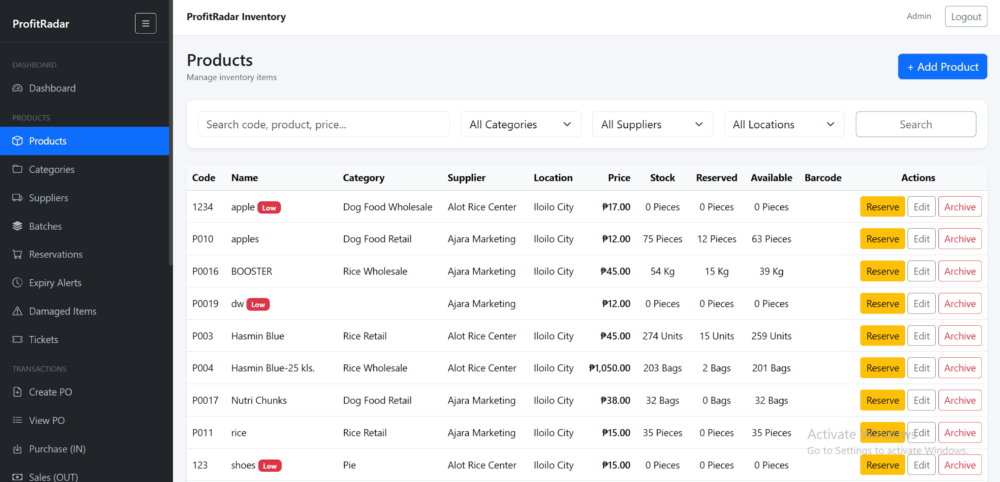 ProfitRadar
DASHBOARD
Dashboard
PRODUCTS
Products
Categories
Suppliers
Batches
Reservations
Expiry Alerts
Damaged Items
Tickets
TRANSACTIONS
Create PO
View PO
Purchase (IN)
Sales (OUT)
ProfitRadar Inventory
Admin
Logout
Products
Manage inventory items
+ Add Product
Search code, product, price...
All Categories
All Suppliers
All Locations
Search
Code Name Category Supplier Location Price Stock Reserved Available Barcode Actions
1234 apple Low Dog Food Wholesale Alot Rice Center Iloilo City ₱17.00 0 Pieces 0 Pieces 0 Pieces Reserve Edit Archive
P010 apples Dog Food Retail Ajara Marketing Iloilo City ₱12.00 75 Pieces 12 Pieces 63 Pieces Reserve Edit Archive
P0016 BOOSTER Rice Wholesale Ajara Marketing Iloilo City ₱45.00 54 Kg 15 Kg 39 Kg Reserve Edit Archive
P0019 dw Low Ajara Marketing ₱12.00 0 Pieces 0 Pieces 0 Pieces Reserve Edit Archive
P003 Hasmin Blue Rice Retail Alot Rice Center Iloilo City ₱45.00 274 Units 15 Units 259 Units Reserve Edit Archive
P004 Hasmin Blue-25 kls. Rice Wholesale Alot Rice Center Iloilo City ₱1,050.00 203 Bags 2 Bags 201 Bags Reserve Edit Archive
P0017 Nutri Chunks Dog Food Retail Ajara Marketing Iloilo City ₱38.00 32 Bags 0 Bags 32 Bags Reserve Edit Archive
P011 rice Rice Retail Ajara Marketing Iloilo City ₱15.00 35 Pieces 0 Pieces 35 Pieces Reserve Edit Archive
123 shoes Low Pie Alot Rice Center Iloilo City ₱15.00 0 Pieces 0 Pieces 0 Pieces Reserve Edit Archive
Activate Windows
Go to Settings to activate Windows.